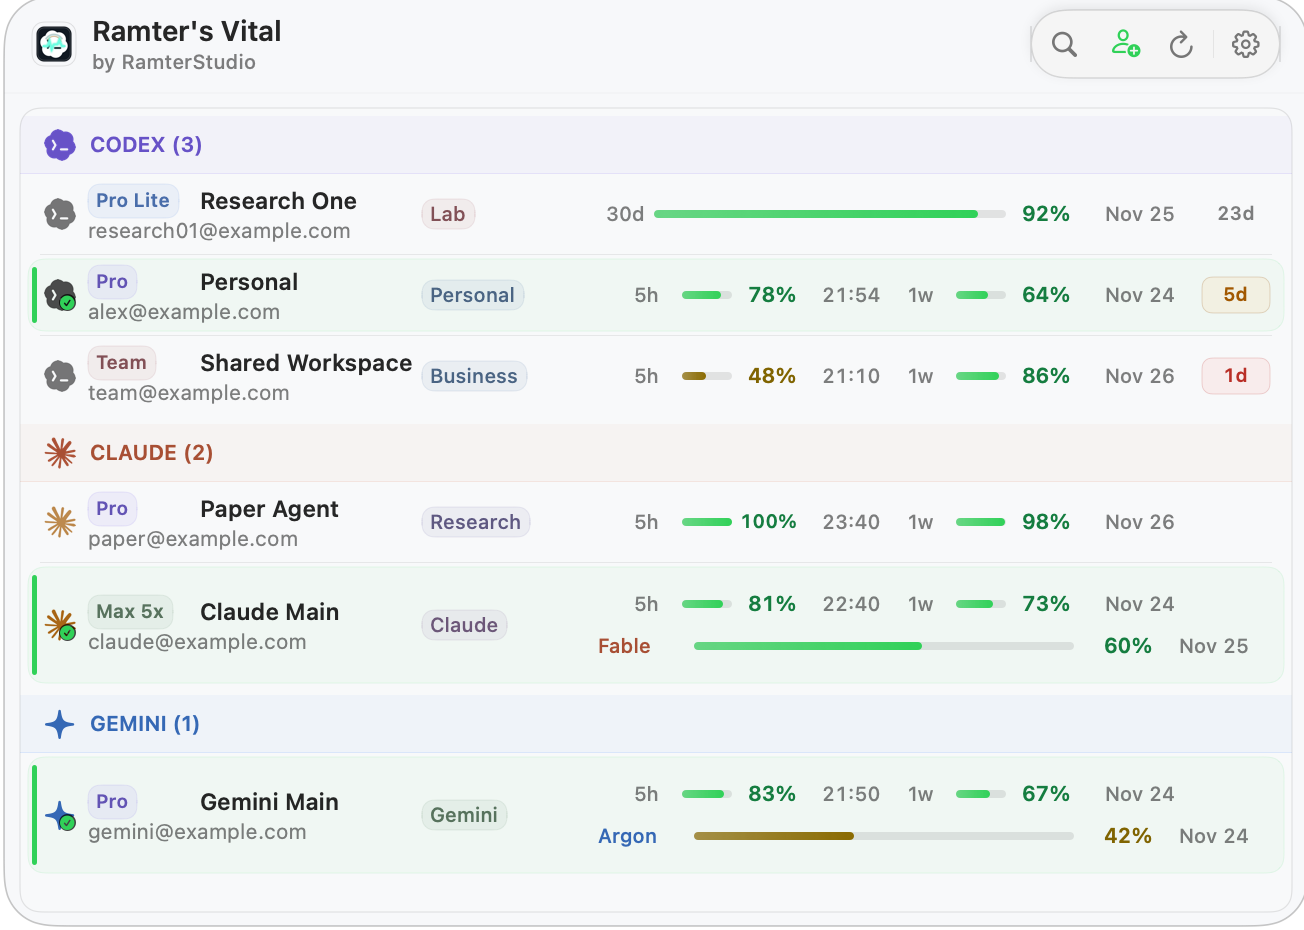 Ramter's Vital
by RamterStudio
CODEX (3)
Pro Lite Research One
research01@example.com
Lab 30d 92% Nov 25 23d
Pro Personal
alex@example.com
Personal 5h 78% 21:54 1w 64% Nov 24 5d
Team Shared Workspace
team@example.com
Business 5h 48% 21:10 1w 86% Nov 26 1d
CLAUDE (2)
Pro Paper Agent
paper@example.com
Research 5h 100% 23:40 1w 98% Nov 26
Max 5x Claude Main
claude@example.com
Claude
5h 81% 22:40 1w 73% Nov 24
Fable 60% Nov 25
GEMINI (1)
Pro Gemini Main
gemini@example.com
Gemini
5h 83% 21:50 1w 67% Nov 24
Argon 42% Nov 24